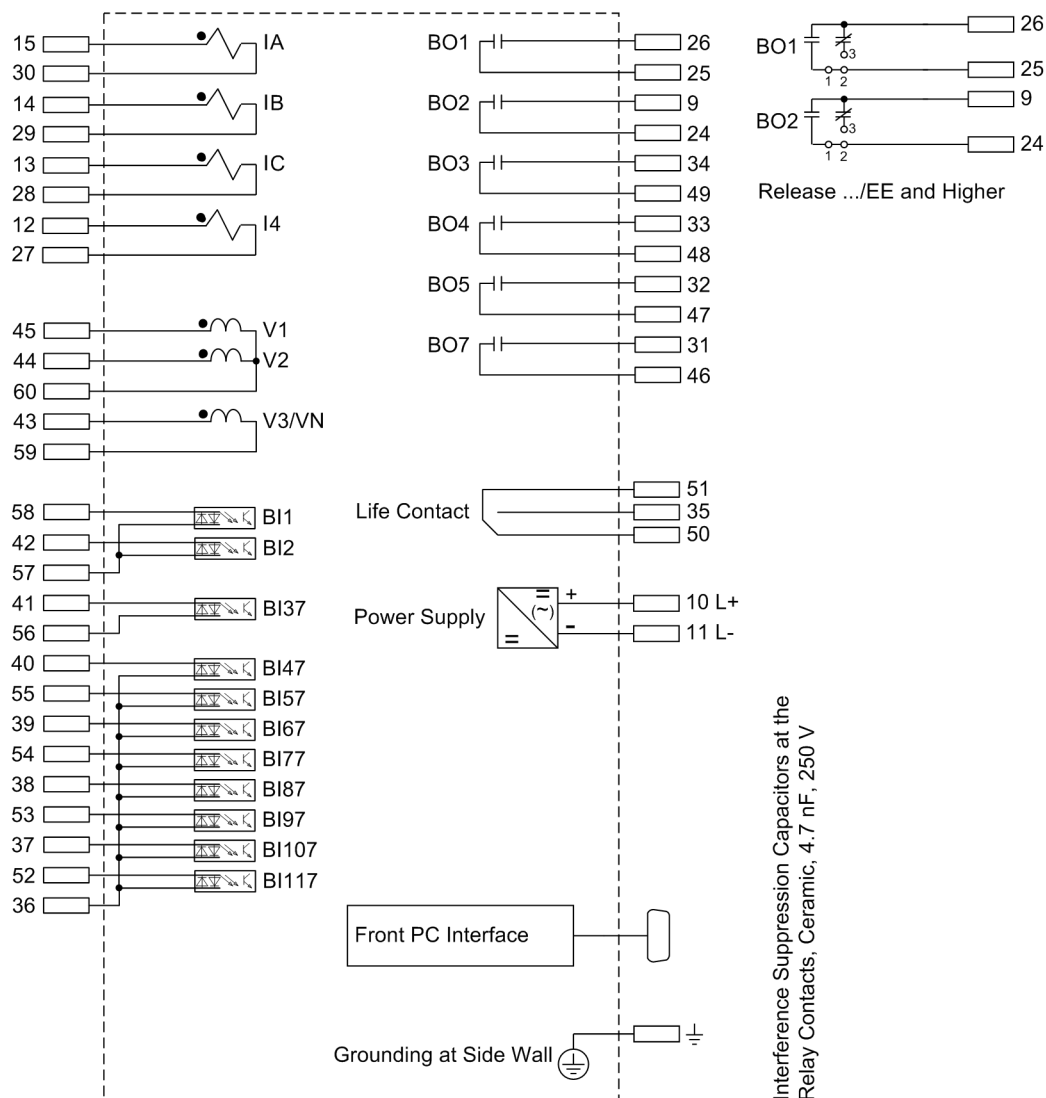 15
IA
30
14
IB
29
13
IC
28
12
I4
27
45
V1
44
V2
60
43
V3/VN
59
58
BI1
42
BI2
57
41
BI37
56
40
BI47
55
BI57
39
BI67
54
BI77
38
BI87
53
BI97
37
BI107
52
BI117
36
BO1
26
25
BO2
9
24
BO3
34
49
BO4
33
48
BO5
32
47
BO7
31
46
Life Contact
51
35
50
Power Supply
=
(~)
=
+
-
10 L+
11 L-
Front PC Interface
Grounding at Side Wall
BO1
3
1 2
26
25
BO2
3
1 2
9
24
Release .../EE and Higher
Interference Suppression Capacitors at the
Relay Contacts, Ceramic, 4.7 nF, 250 V